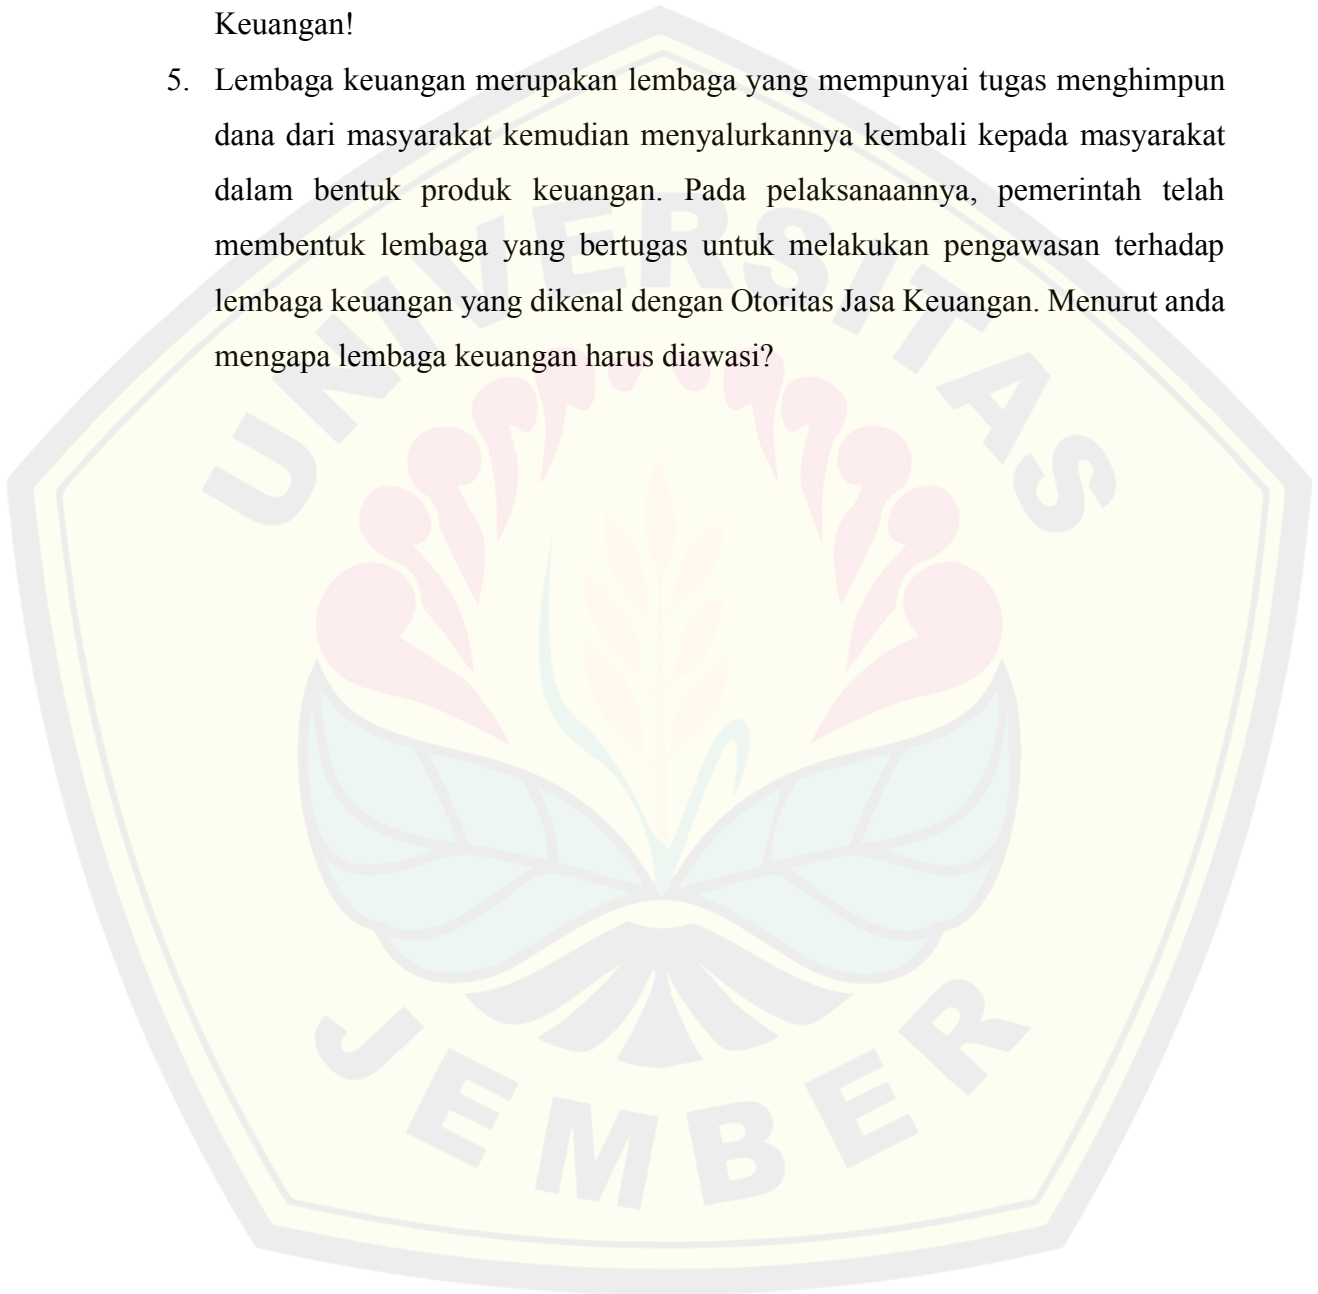 Keuangan!
5. Lembaga keuangan merupakan lembaga yang mempunyai tugas menghimpun
dana dari masyarakat kemudian menyalurkannya kembali kepada masyarakat
dalam bentuk produk keuangan. Pada pelaksanaannya, pemerintah telah
membentuk lembaga yang bertugas untuk melakukan pengawasan terhadap
lembaga keuangan yang dikenal dengan Otoritas Jasa Keuangan. Menurut anda
mengapa lembaga keuangan harus diawasi?
UNIVERSITAS
JEMBER